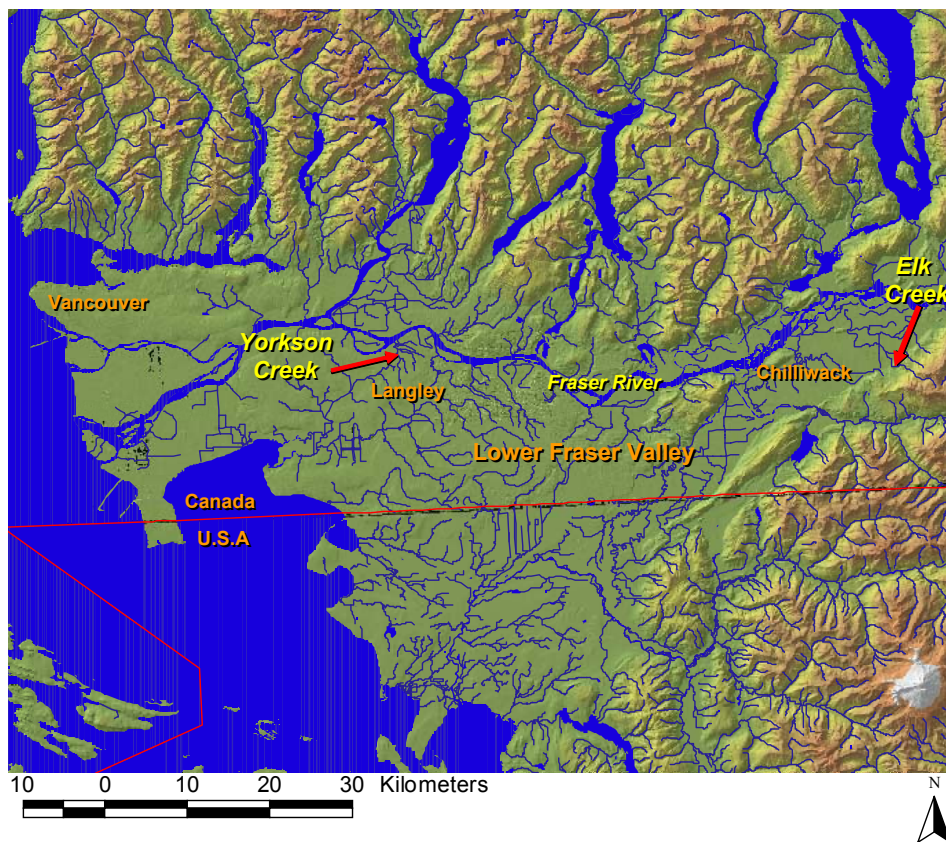 Elk
Creek
Vancouver
Yorkson
Creek
Langley
Fraser River
Chilliwack
Lower Fraser Valley
Canada
U.S.A
10 0 10 20 30 Kilometers
N